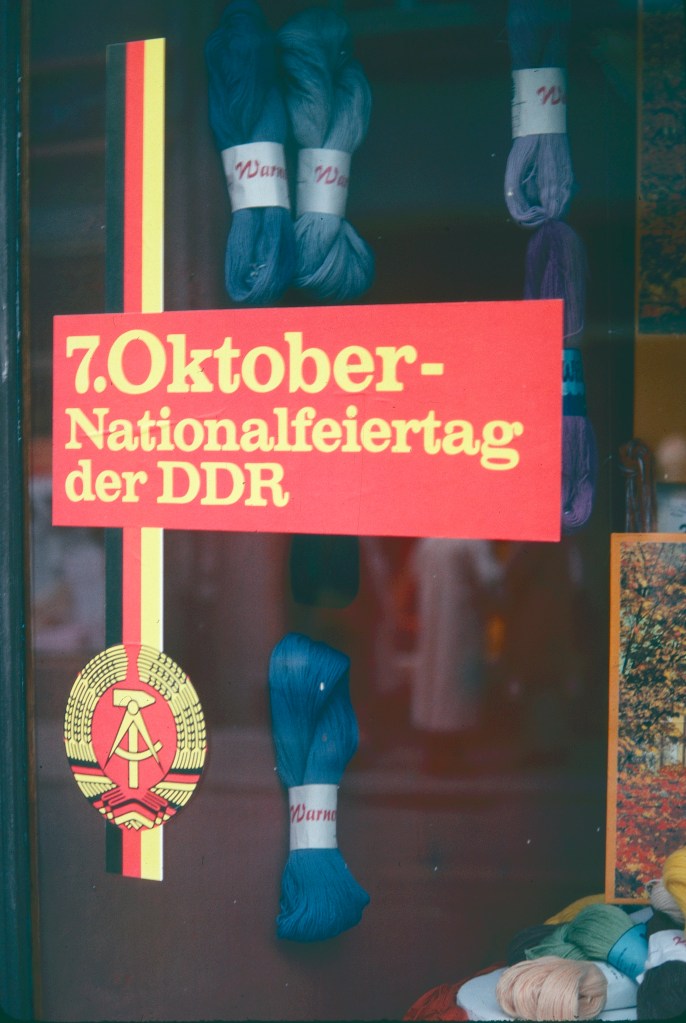 7. Oktober-
Nationalfeiertag
der DDR